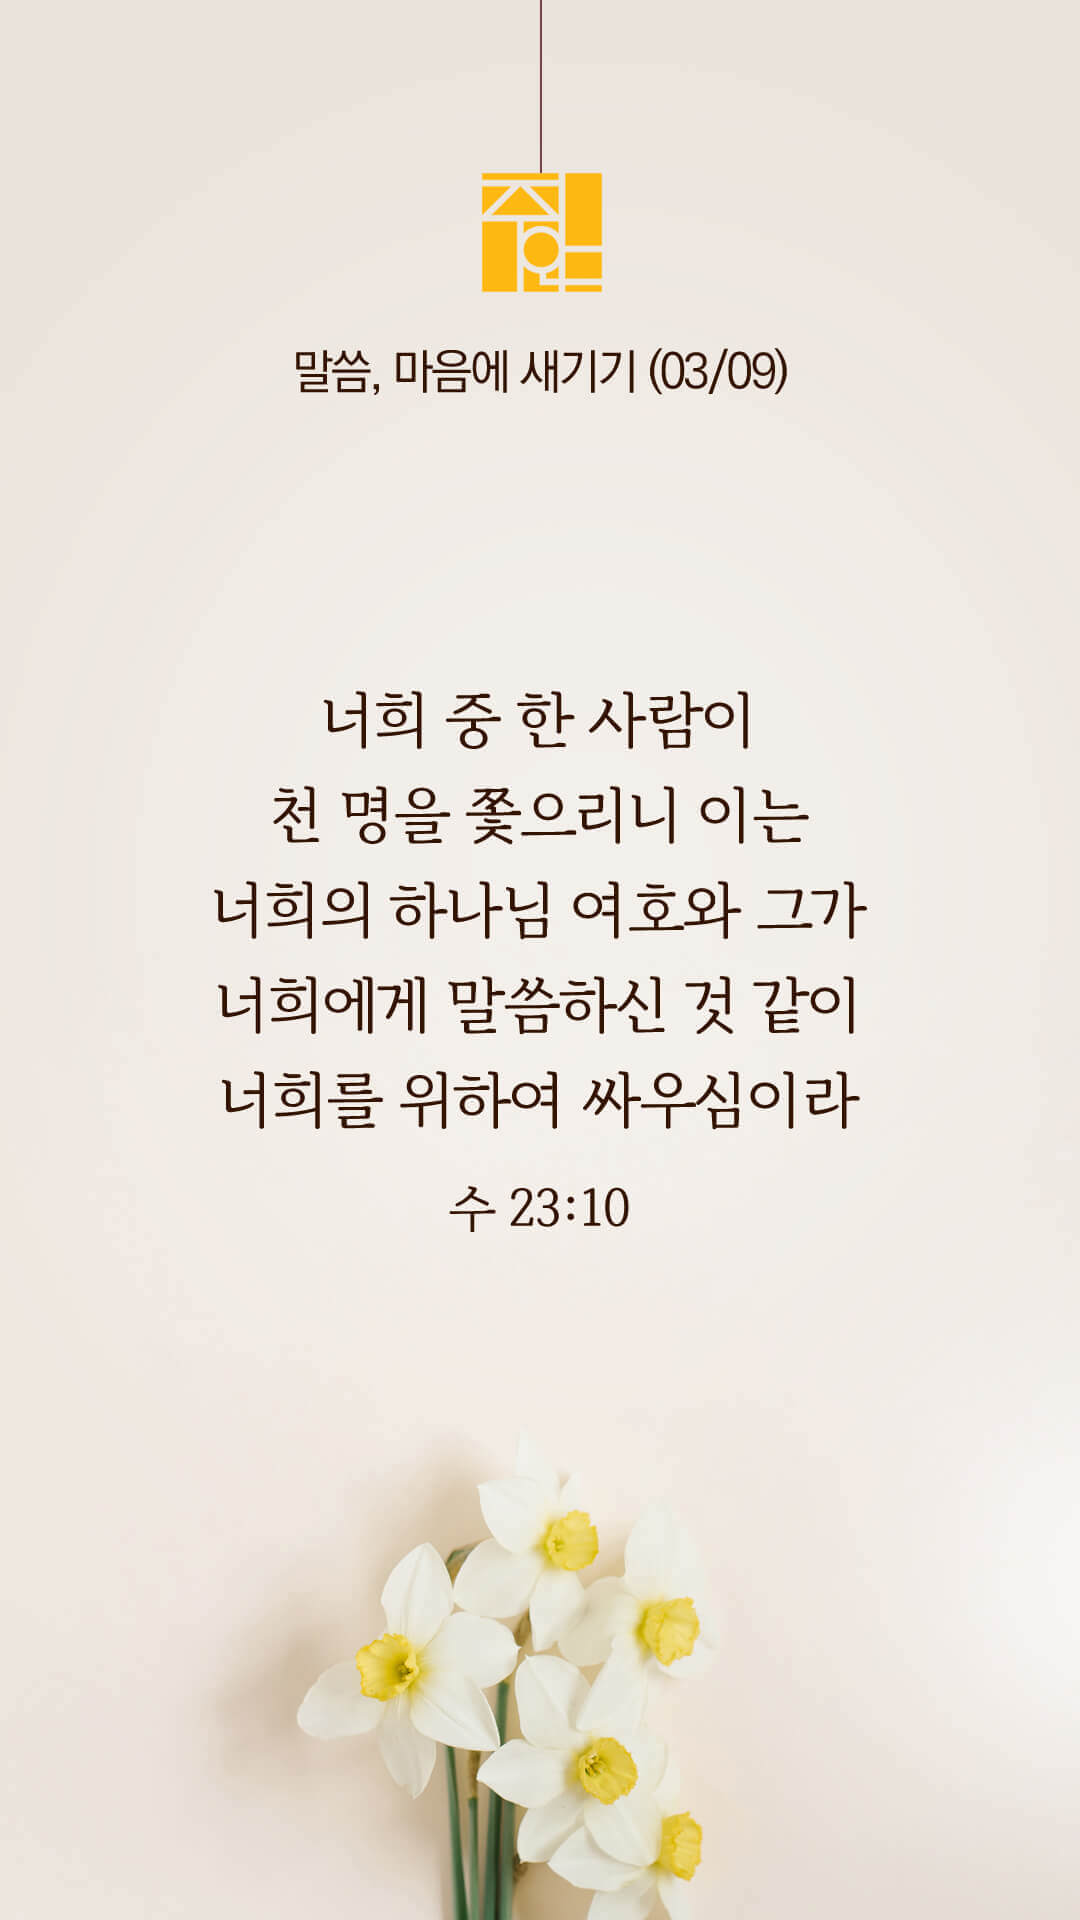 주인
말씀, 마음에 새기기 (03/09)
너희 중 한 사람이
천 명을 쫓으리니 이는
너희의 하나님 여호와 그가
너희에게 말씀하신 것 같이
너희를 위하여 싸우심이라
수 23:10